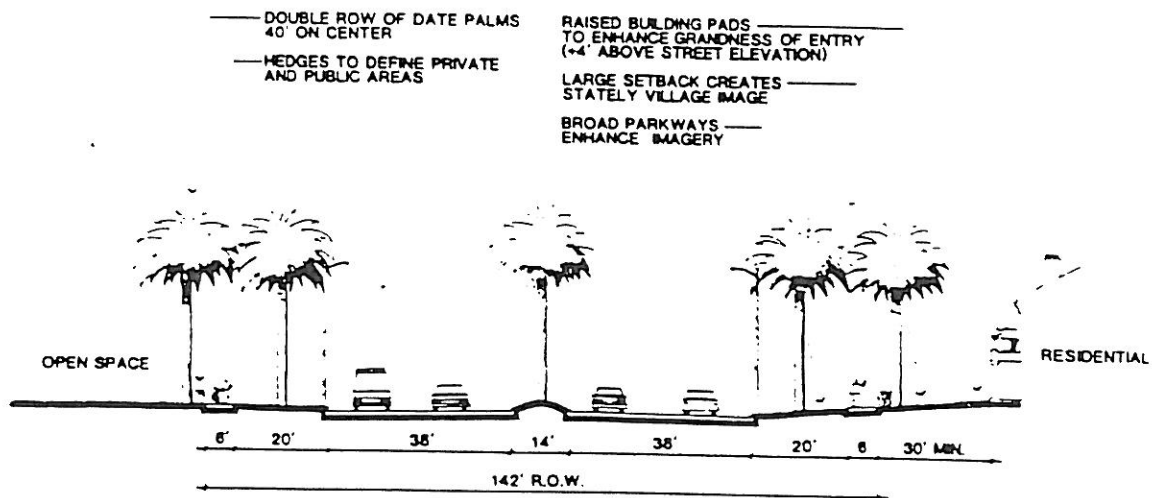 DOUBLE ROW OF DATE PALMS
40' ON CENTER
HEDGES TO DEFINE PRIVATE
AND PUBLIC AREAS
RAISED BUILDING PADS
TO ENHANCE GRANDNESS OF ENTRY
(+4' ABOVE STREET ELEVATION)
LARGE SETBACK CREATES
STATELY VILLAGE IMAGE
BROAD PARKWAYS
ENHANCE IMAGERY
OPEN SPACE
RESIDENTIAL
6' 20' 38' 14' 38' 20' 6 30' MIN.
142' R.O.W.